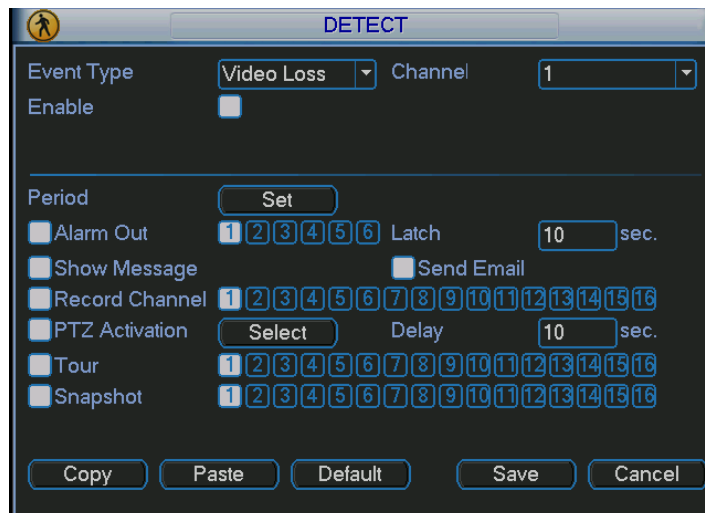 DETECT
Event Type Video Loss Channel 1
Enable
Period Set
Alarm Out 1 2 3 4 5 6 Latch 10 sec.
Show Message Send Email
Record Channel 1 2 3 4 5 6 7 8 9 10 11 12 13 14 15 16
PTZ Activation Select Delay 10 sec.
Tour 1 2 3 4 5 6 7 8 9 10 11 12 13 14 15 16
Snapshot 1 2 3 4 5 6 7 8 9 10 11 12 13 14 15 16
Copy Paste Default Save Cancel